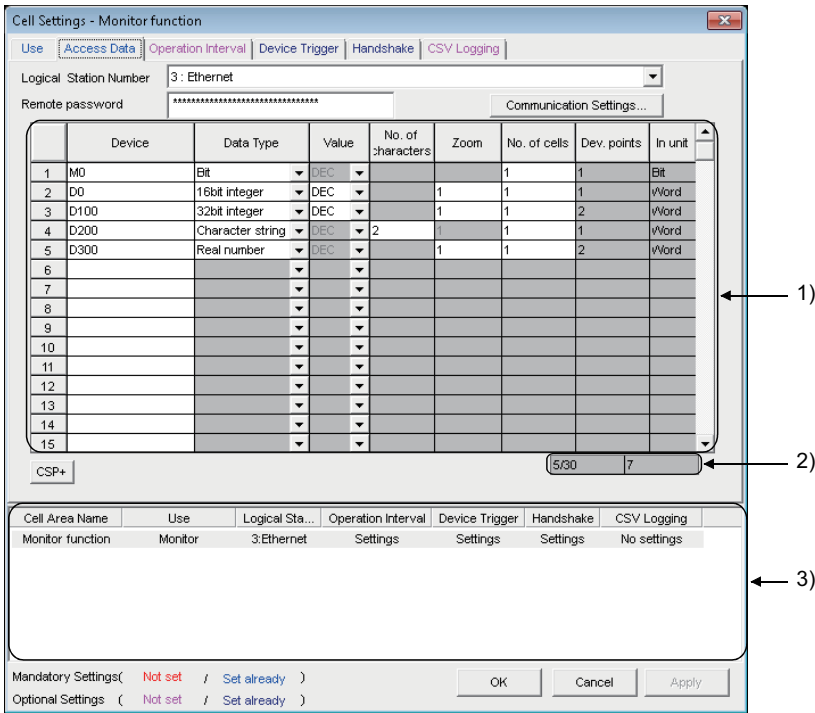 Cell Settings - Monitor function
Use Access Data Operation Interval Device Trigger Handshake CSV Logging
Logical Station Number 3 : Ethernet
Remote password ******************************** Communication Settings...
Device Data Type Value No. of characters Zoom No. of cells Dev. points In unit
1 M0 Bit DEC 1 1 Bit
2 D0 16bit integer DEC 1 1 1 Word
3 D100 32bit integer DEC 1 1 2 Word
4 D200 Character string DEC 2 1 1 1 Word
5 D300 Real number DEC 1 1 2 Word
6
7
8
1)
9
10
11
12
13
14
15
5/30 7 2)
CSP+
Cell Area Name Use Logical Sta... Operation Interval Device Trigger Handshake CSV Logging
Monitor function Monitor 3:Ethernet Settings Settings Settings No settings
3)
Mandatory Settings( Not set / Set already )
Optional Settings ( Not set / Set already )
OK Cancel Apply